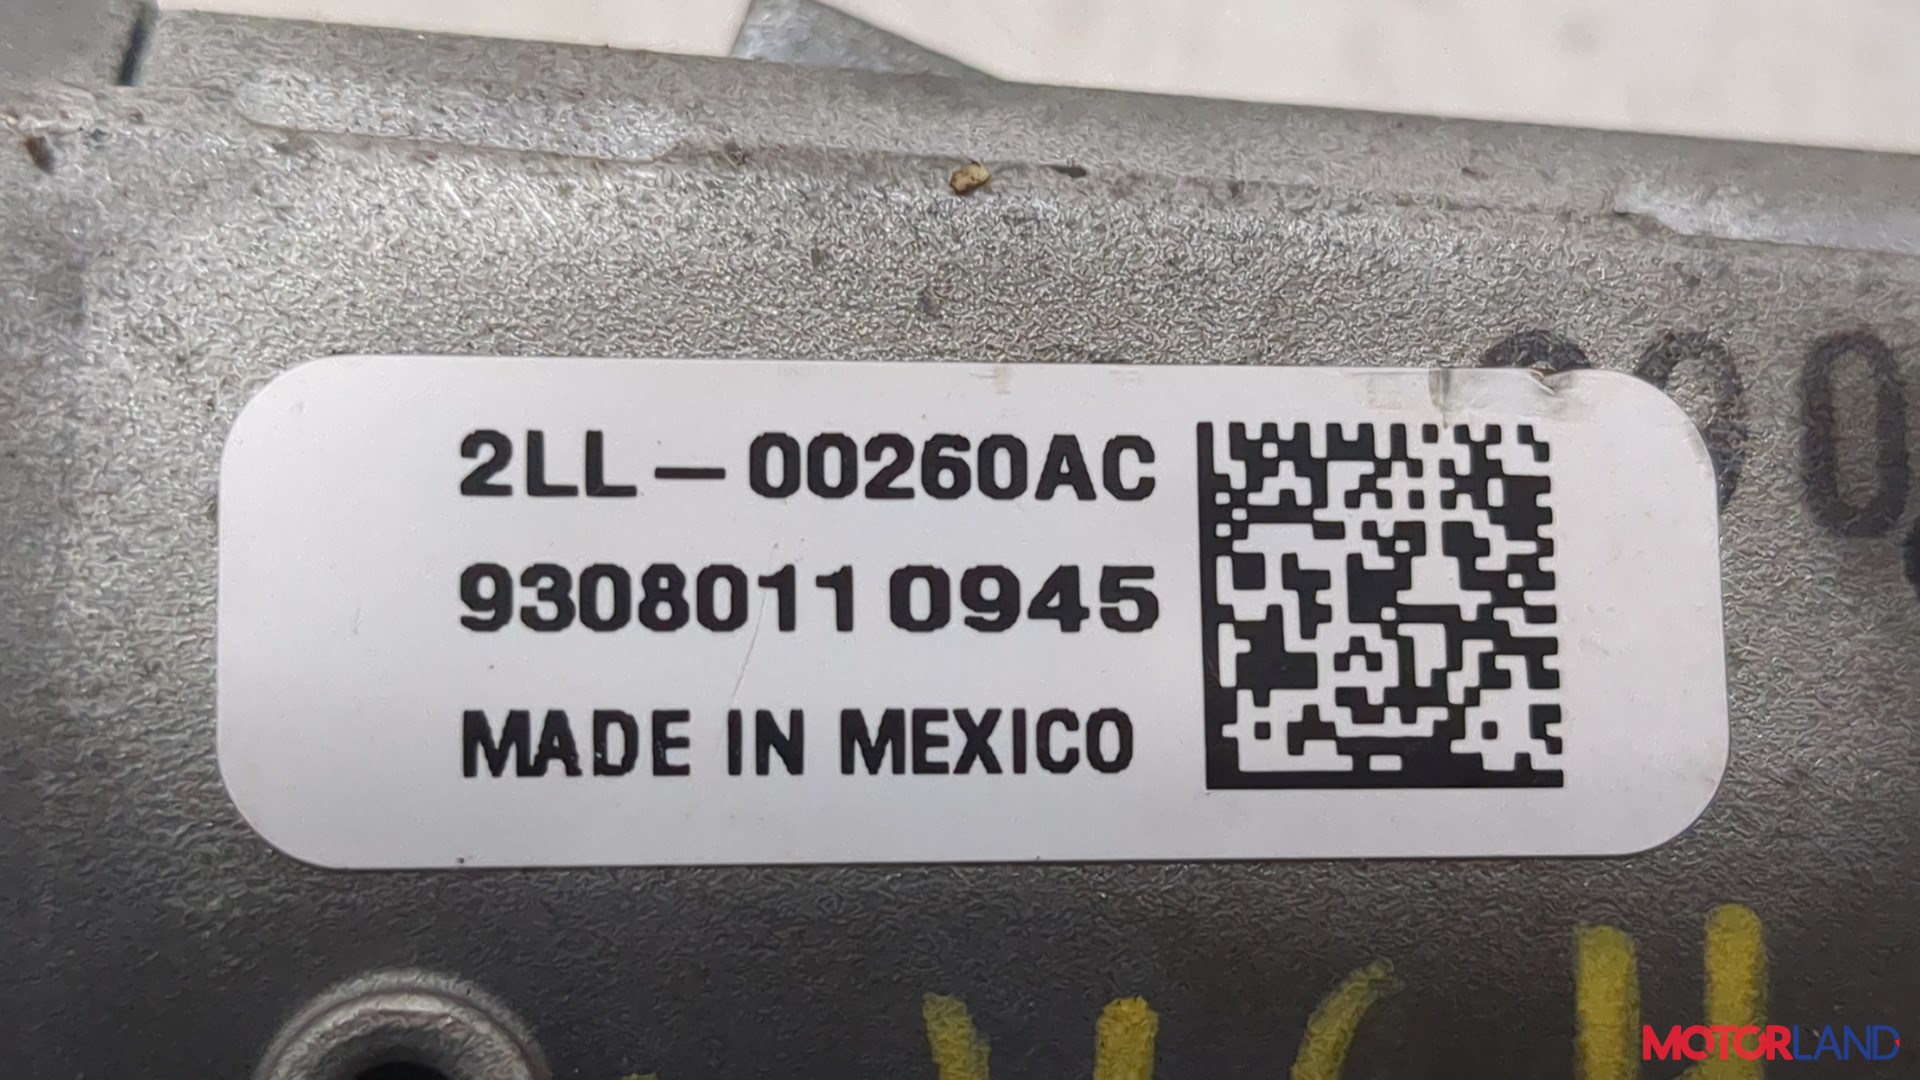 2LL-00260AC
93080110945
MADE IN MEXICO
MOTORLAND